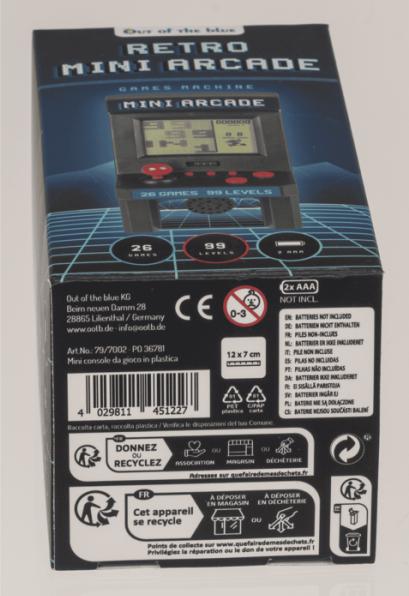 Out of the blue
RETRO
MINI ARCADE
GAMES MACHINE
MINI ARCADE
26 GAMES 99 LEVELS
26
GAMES
99
LEVELS
2 AAA
Out of the blue KG
Beim neuen Damm 28
28865 Lilienthal / Germany
www.ootb.de · info@ootb.de
CE
0-3
2x AAA
NOT INCL.
Art.No.: 79/7002 - PO 36781
Mini console da gioco in plastica
12 x 7 cm
EN: BATTERIES NOT INCLUDED
DE: BATTERIEN NICHT ENTHALTEN
FR: PILES NON-INCLUES
NL: BATTERIJEN NIET INBEGREPEN
IT: PILE NON INCLUSE
ES: PILAS NO INCLUIDAS
PT: PILHAS NÃO INCLUÍDAS
DA: BATTERIER IKKE INKLUDERET
FI: EI SISÄLLÄ PARISTOJA
SV: BATTERIER INGÅR EJ
PL: BATERIE NIE SĄ DOŁĄCZONE
CS: BATERIE NEJSOU SOUČÁSTÍ BALENÍ
4 029811 451227
PET
plastica
C/PAP
carta
Raccolta carta, raccolta plastica / Verifica le disposizioni del tuo Comune.
FR
DONNEZ
OU
RECYCLEZ
ASSOCIATION OU MAGASIN OU DÉCHÈTERIE
Adresses sur quefairedemesdechets.fr
FR
Cet appareil
se recycle
À DÉPOSER
EN MAGASIN
OU
À DÉPOSER
EN DÉCHÈTERIE
Points de collecte sur www.quefairedemesdechets.fr
Privilégiez la réparation ou le don de votre appareil !